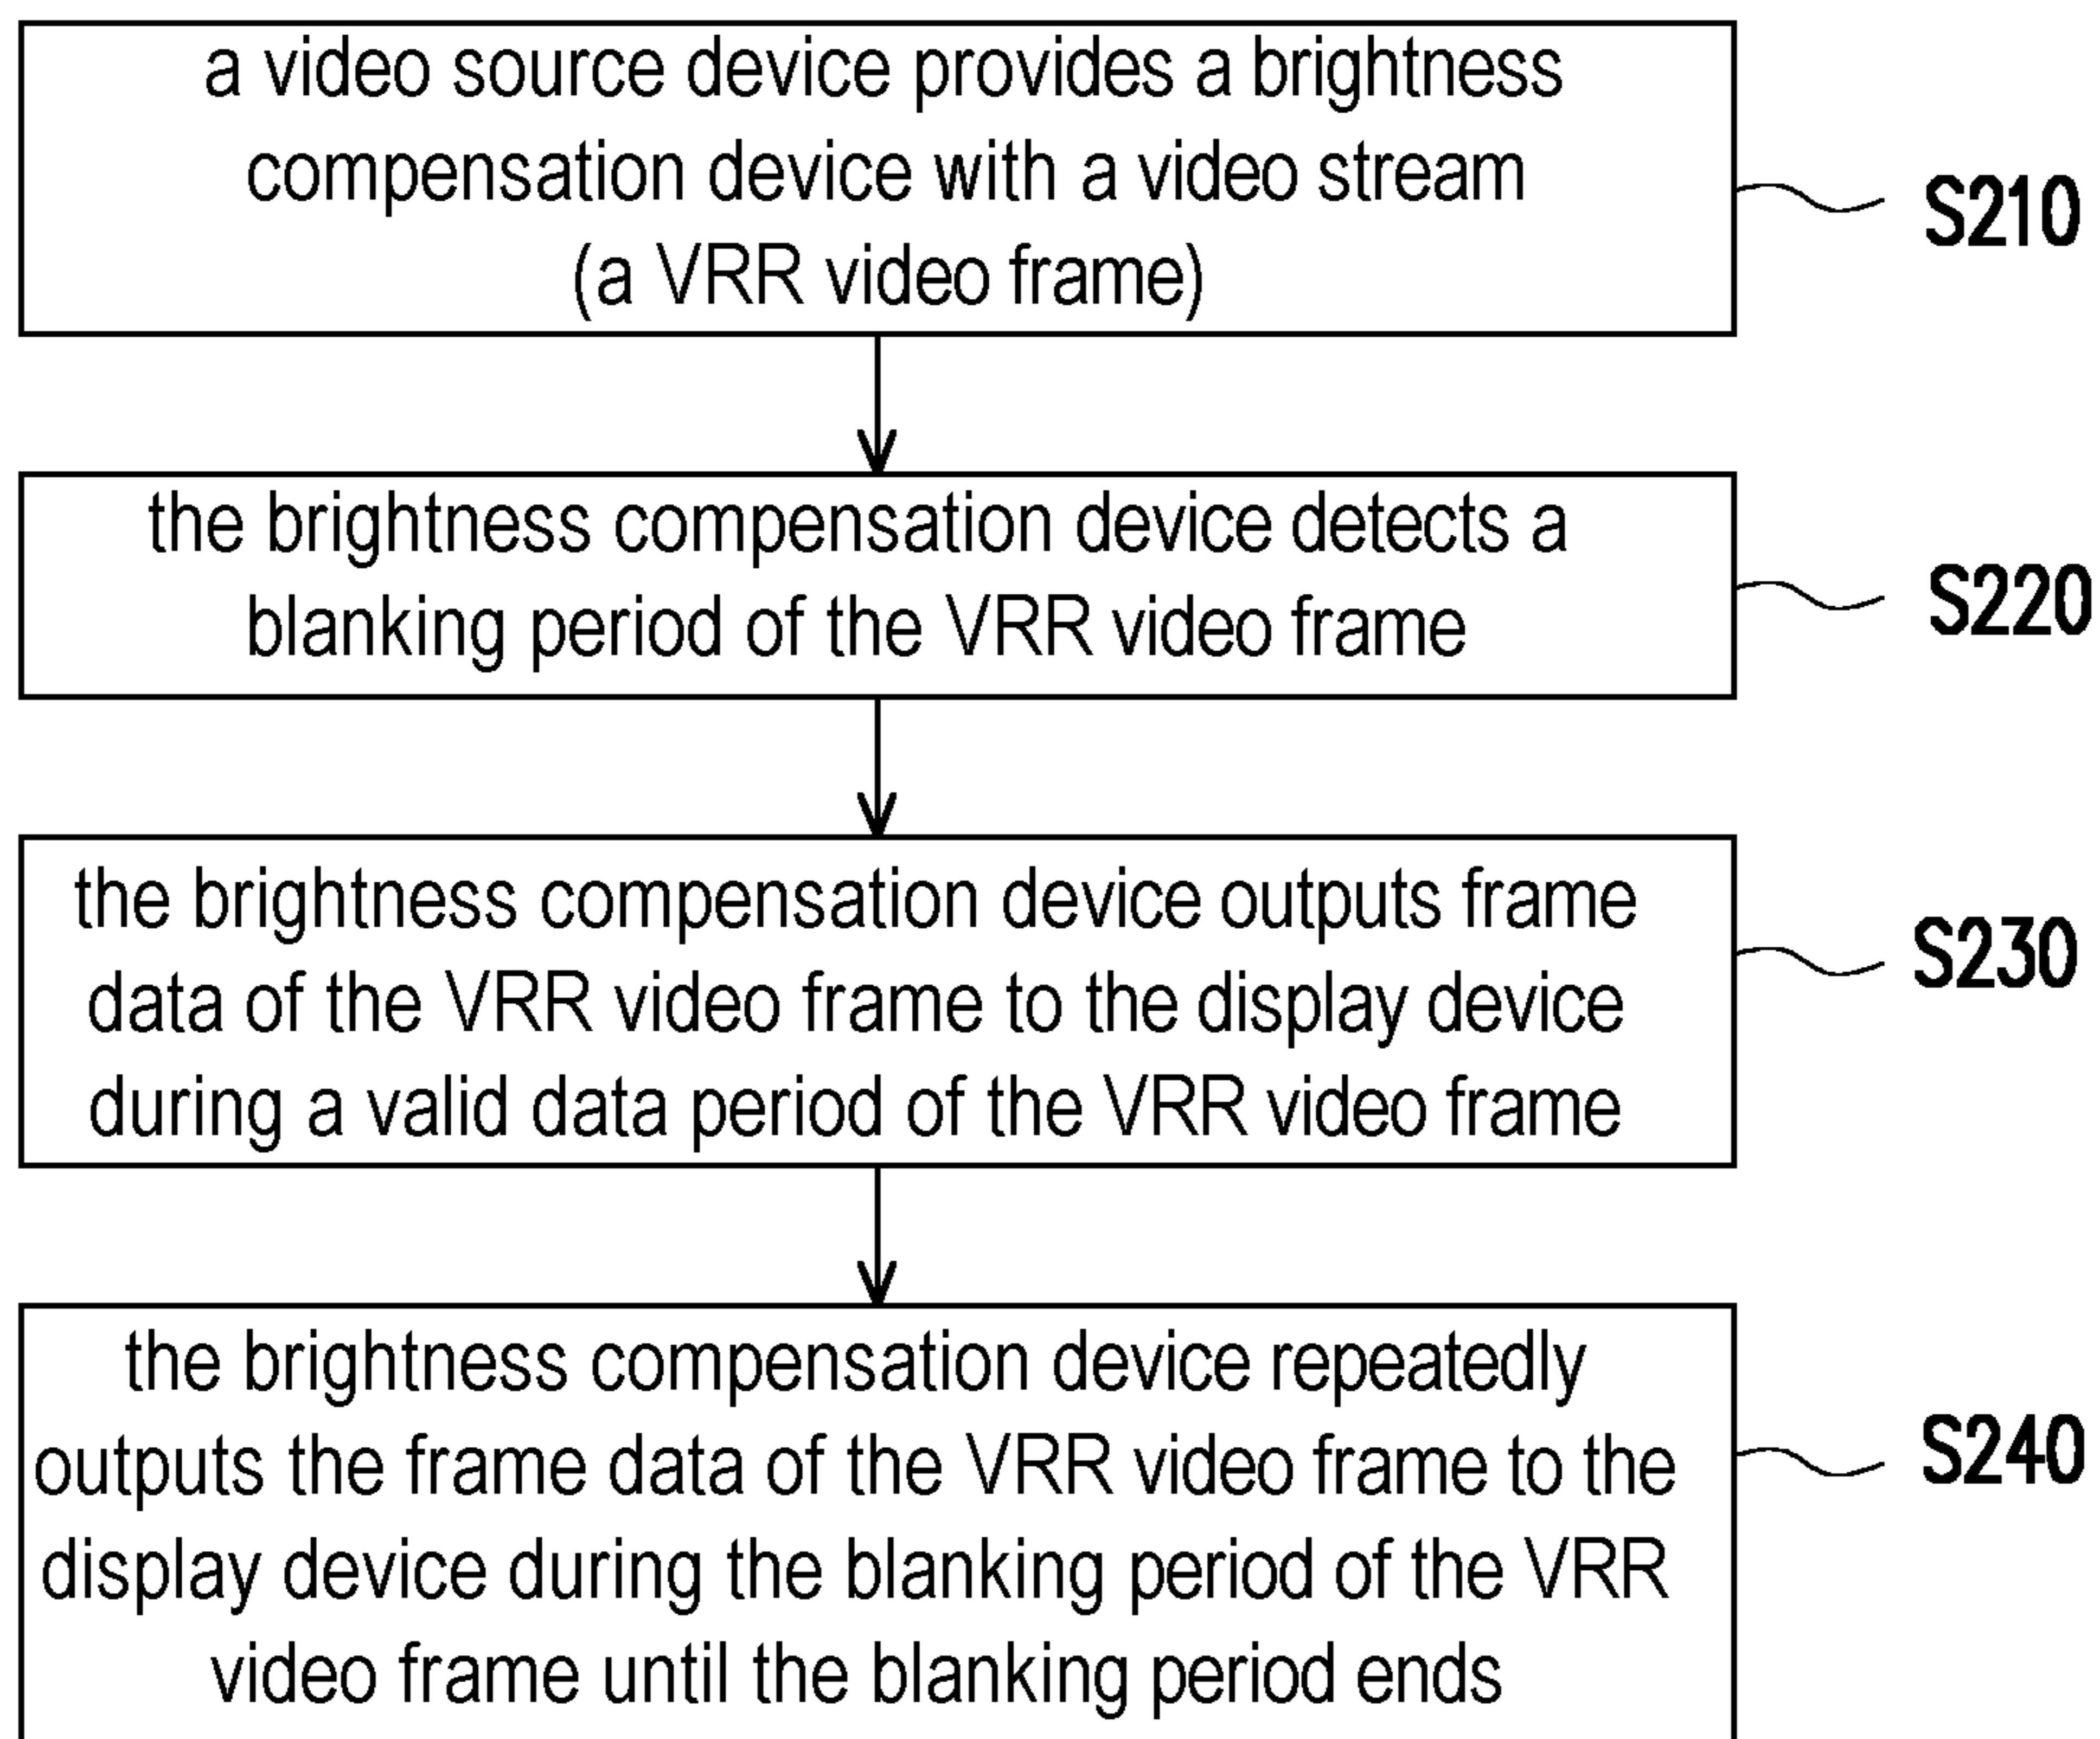 a video source device provides a brightness
compensation device with a video stream
(a VRR video frame)
S210
the brightness compensation device detects a
blanking period of the VRR video frame
S220
the brightness compensation device outputs frame
data of the VRR video frame to the display device
during a valid data period of the VRR video frame
S230
the brightness compensation device repeatedly
outputs the frame data of the VRR video frame to the
display device during the blanking period of the VRR
video frame until the blanking period ends
S240